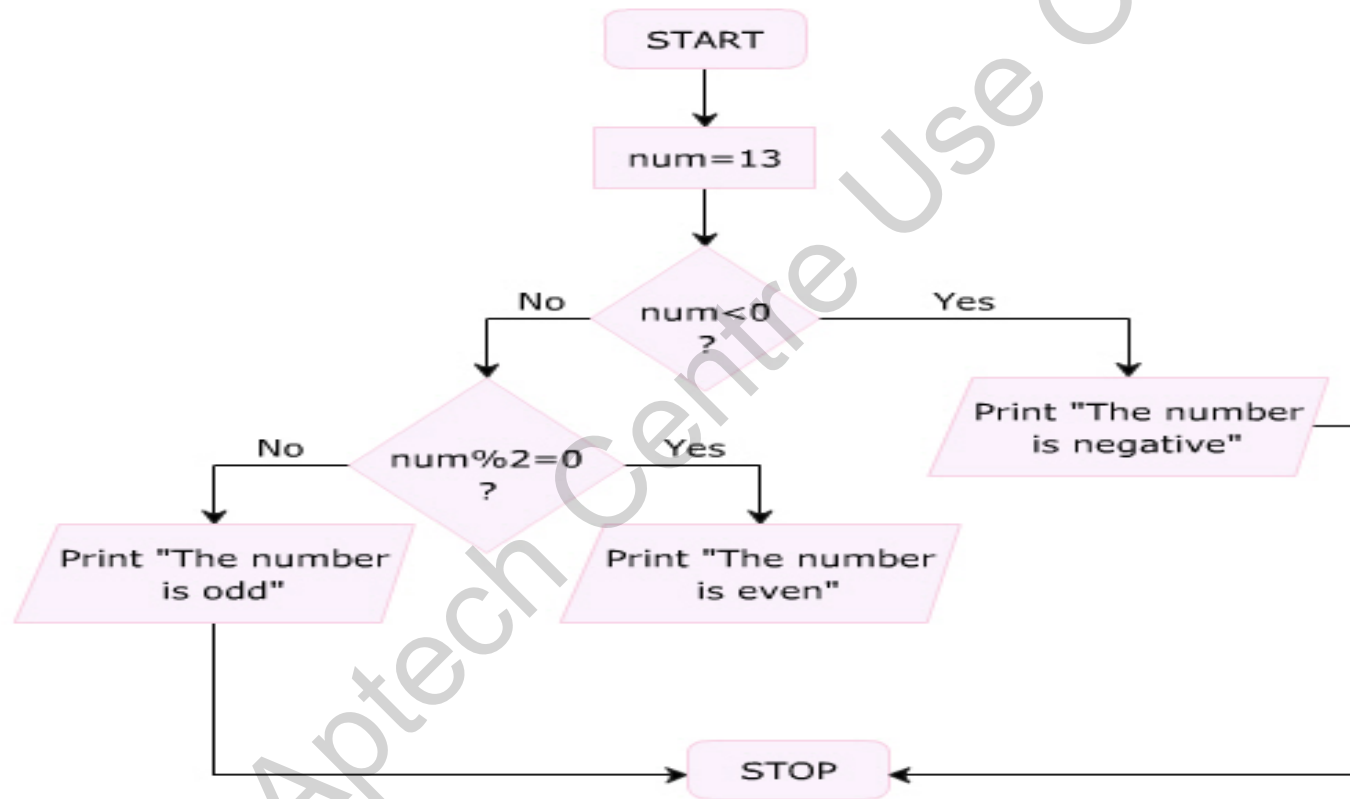 START
num=13
num<0
?
No
Yes
num%2=0
?
No
Yes
Print "The number
is negative"
Print "The number
is odd"
Print "The number
is even"
STOP
Aptech Centre Use